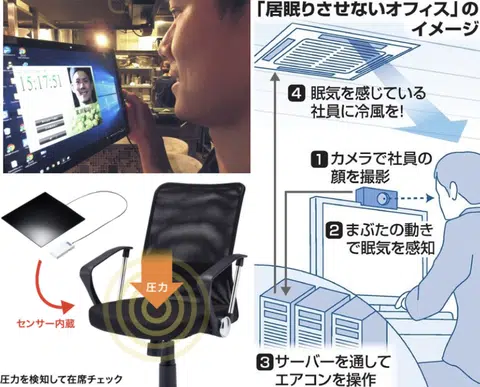 15:17:51
「居眠りさせないオフィス」の
イメージ
4 眠気を感じている
社員に冷風を!
1 カメラで社員の
顔を撮影
2 まぶたの動き
で眠気を感知
3 サーバーを通して
エアコンを操作
圧力
センサー内蔵
圧力を検知して在席チェック